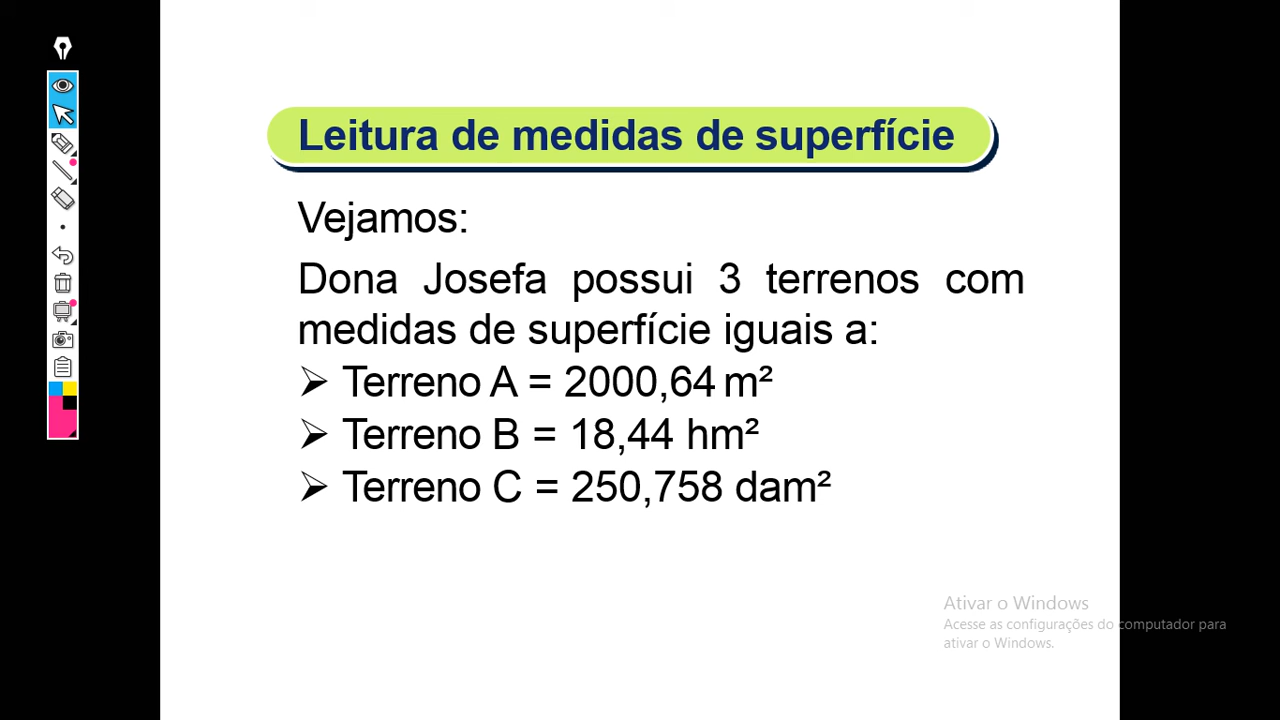 Leitura de medidas de superfície
Vejamos:
Dona Josefa possui 3 terrenos com
medidas de superfície iguais a:
➢ Terreno A = 2000,64 m²
➢ Terreno B = 18,44 hm²
➢ Terreno C = 250,758 dam²
Ativar o Windows
Acesse as configurações do computador para
ativar o Windows.